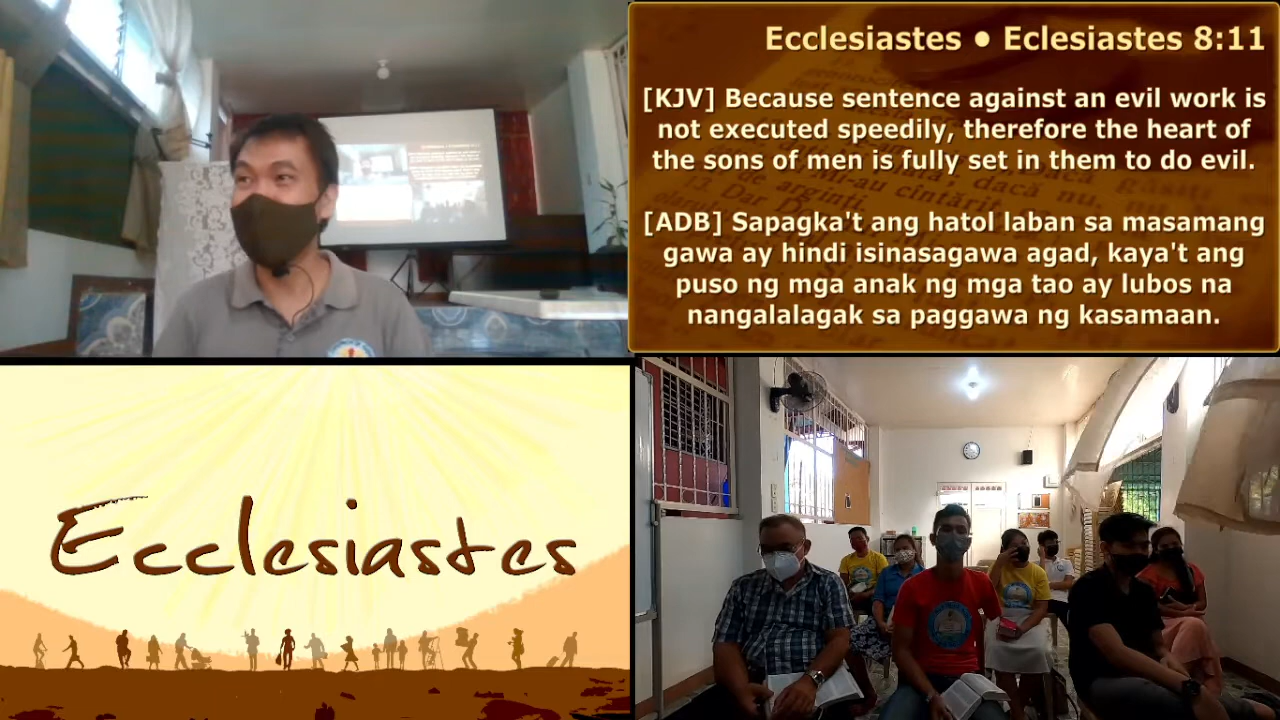 Ecclesiastes • Eclesiastes 8:11
[KJV] Because sentence against an evil work is
not executed speedily, therefore the heart of
the sons of men is fully set in them to do evil.
[ADB] Sapagka't ang hatol laban sa masamang
gawa ay hindi isinasagawa agad, kaya't ang
puso ng mga anak ng mga tao ay lubos na
nangalalagak sa paggawa ng kasamaan.
Ecclesiastes